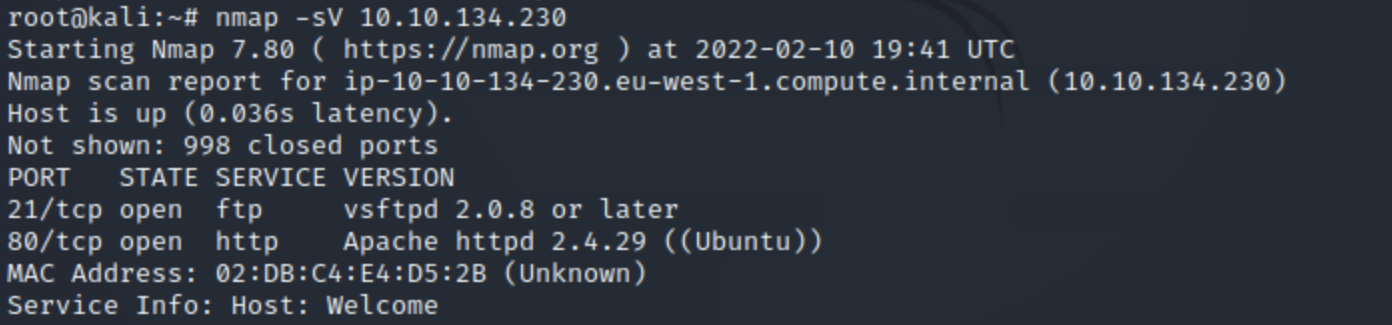 root@kali:~# nmap -sV 10.10.134.230
Starting Nmap 7.80 ( https://nmap.org ) at 2022-02-10 19:41 UTC
Nmap scan report for ip-10-10-134-230.eu-west-1.compute.internal (10.10.134.230)
Host is up (0.036s latency).
Not shown: 998 closed ports
PORT   STATE SERVICE VERSION
21/tcp open  ftp     vsftpd 2.0.8 or later
80/tcp open  http    Apache httpd 2.4.29 ((Ubuntu))
MAC Address: 02:DB:C4:E4:D5:2B (Unknown)
Service Info: Host: Welcome